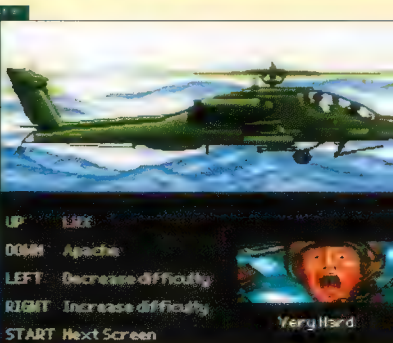 UP
DOWN Apache
LEFT Decrease difficulty
RIGHT Increase difficulty
START Next Screen
Very Hard